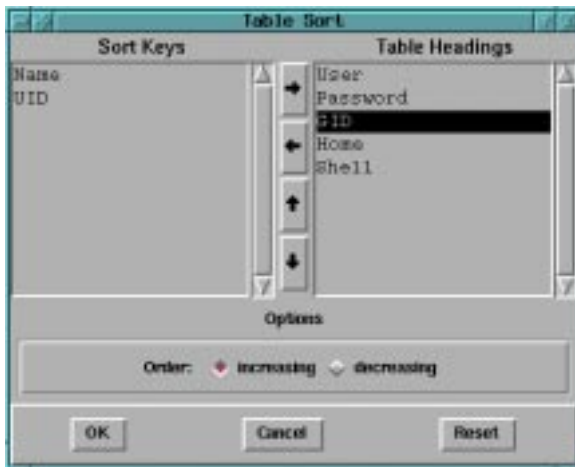 Table Sort
Sort Keys
Table Headings
Name
UID
User
Password
GID
Home
Shell
Options
Order: increasing decreasing
OK Cancel Reset